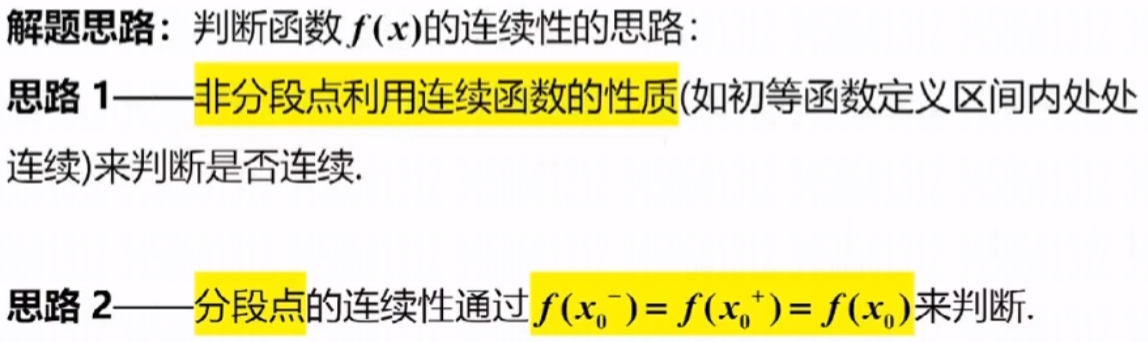 解题思路：判断函数 f(x)的连续性的思路：
思路 1——非分段点利用连续函数的性质(如初等函数定义区间内处处
连续)来判断是否连续.
思路 2——分段点的连续性通过 f(x₀⁻) = f(x₀⁺) = f(x₀)来判断.